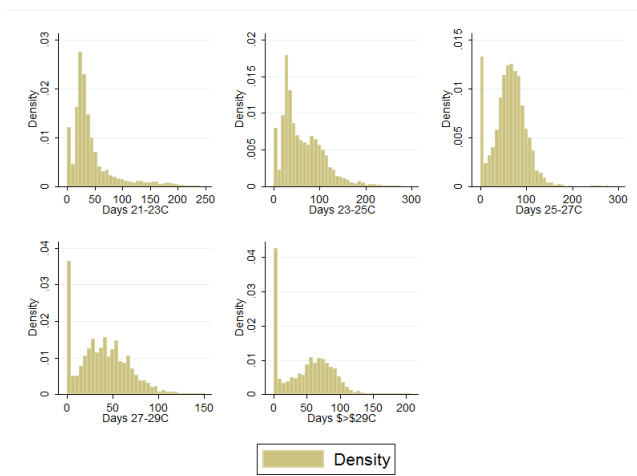 Density
0 .01 .02 .03
0 50 100 150 200 250
Days 21-23C
Density
0 .005 .01 .015 .02
0 100 200 300
Days 23-25C
Density
0 .005 .01 .015
0 100 200 300
Days 25-27C
Density
0 .01 .02 .03 .04
0 50 100 150
Days 27-29C
Density
0 .01 .02 .03 .04
0 50 100 150 200
Days $>$29C
Density